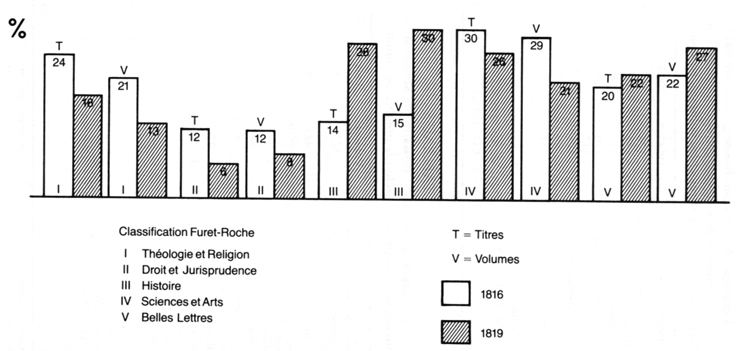 %
T 24 18
V 21 13
T 12 6
V 12 8
T 14 28
V 15 30
T 30 26
V 29 21
T 20 22
V 22 27
I I II II III III IV IV V V
Classification Furet-Roche
I Théologie et Religion
II Droit et Jurisprudence
III Histoire
IV Sciences et Arts
V Belles Lettres
T = Titres
V = Volumes
1816
1819